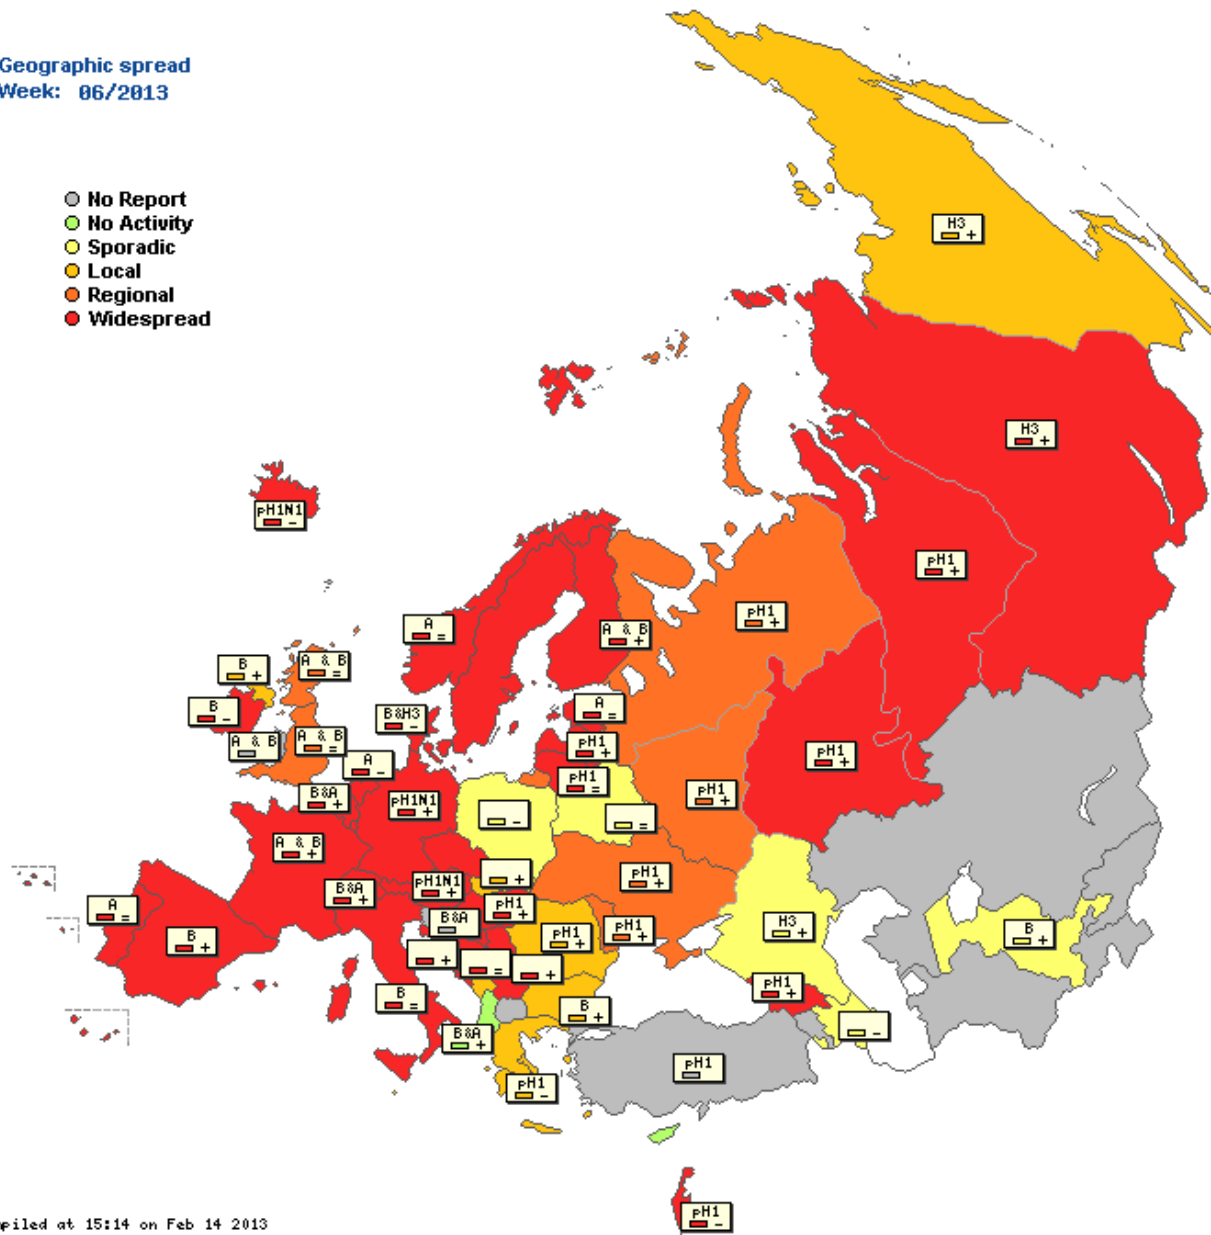 Geographic spread
Week: 06/2013
No Report
No Activity
Sporadic
Local
Regional
Widespread
H3
+
H3
+
pH1N1
-
pH1
+
pH1
+
A
=
A & B
+
A & B
=
B
+
B
-
B&H3
-
A
=
A & B
A & B
=
pH1
+
pH1
+
A
-
pH1
=
B&A
+
pH1N1
+
pH1
+
-
=
A & B
+
+
pH1
+
B&A
+
pH1N1
+
A
=
pH1
+
B&A
H3
+
B
+
B
+
pH1
+
pH1
+
+
=
+
pH1
+
B
=
B
+
-
B&A
+
pH1
pH1
-
pH1
-
piled at 15:14 on Feb 14 2013